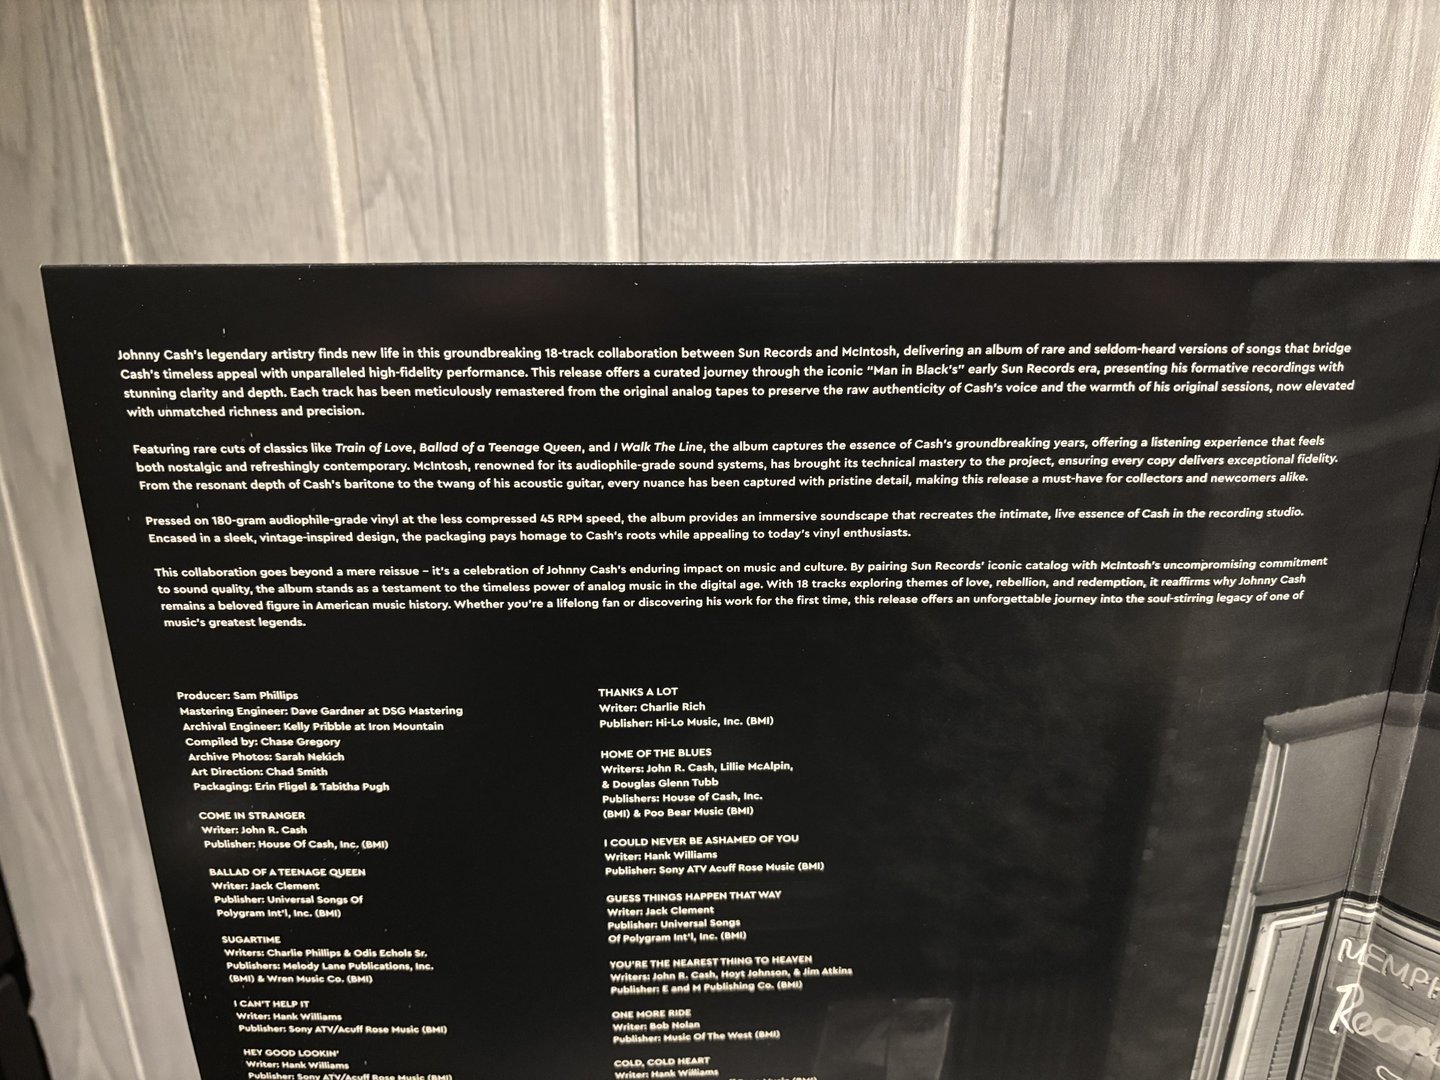 Johnny Cash's legendary artistry finds new life in this groundbreaking 18-track collaboration between Sun Records and McIntosh, delivering an album of rare and seldom-heard versions of songs that bridge
Cash's timeless appeal with unparalleled high-fidelity performance. This release offers a curated journey through the iconic "Man in Black's" early Sun Records era, presenting his formative recordings with
stunning clarity and depth. Each track has been meticulously remastered from the original analog tapes to preserve the raw authenticity of Cash's voice and the warmth of his original sessions, now elevated
with unmatched richness and precision.
Featuring rare cuts of classics like Train of Love, Ballad of a Teenage Queen, and I Walk The Line, the album captures the essence of Cash's groundbreaking years, offering a listening experience that feels
both nostalgic and refreshingly contemporary. McIntosh, renowned for its audiophile-grade sound systems, has brought its technical mastery to the project, ensuring every copy delivers exceptional fidelity.
From the resonant depth of Cash's baritone to the twang of his acoustic guitar, every nuance has been captured with pristine detail, making this release a must-have for collectors and newcomers alike.
Pressed on 180-gram audiophile-grade vinyl at the less compressed 45 RPM speed, the album provides an immersive soundscape that recreates the intimate, live essence of Cash in the recording studio.
Encased in a sleek, vintage-inspired design, the packaging pays homage to Cash's roots while appealing to today's vinyl enthusiasts.
This collaboration goes beyond a mere reissue – it's a celebration of Johnny Cash's enduring impact on music and culture. By pairing Sun Records' iconic catalog with McIntosh's uncompromising commitment
to sound quality, the album stands as a testament to the timeless power of analog music in the digital age. With 18 tracks exploring themes of love, rebellion, and redemption, it reaffirms why Johnny Cash
remains a beloved figure in American music history. Whether you're a lifelong fan or discovering his work for the first time, this release offers an unforgettable journey into the soul-stirring legacy of one of
music's greatest legends.
Producer: Sam Phillips
Mastering Engineer: Dave Gardner at DSG Mastering
Archival Engineer: Kelly Pribble at Iron Mountain
Compiled by: Chase Gregory
Archive Photos: Sarah Nekich
Art Direction: Chad Smith
Packaging: Erin Fligel & Tabitha Pugh
COME IN STRANGER
Writer: John R. Cash
Publisher: House Of Cash, Inc. (BMI)
BALLAD OF A TEENAGE QUEEN
Writer: Jack Clement
Publisher: Universal Songs Of
Polygram Int'l, Inc. (BMI)
SUGARTIME
Writers: Charlie Phillips & Odis Echols Sr.
Publishers: Melody Lane Publications, Inc.
(BMI) & Wren Music Co. (BMI)
I CAN'T HELP IT
Writer: Hank Williams
Publisher: Sony ATV/Acuff Rose Music (BMI)
HEY GOOD LOOKIN'
Writer: Hank Williams
Publisher: Sony ATV/Acuff Rose Music (BMI)
THANKS A LOT
Writer: Charlie Rich
Publisher: Hi-Lo Music, Inc. (BMI)
HOME OF THE BLUES
Writers: John R. Cash, Lillie McAlpin,
& Douglas Glenn Tubb
Publishers: House of Cash, Inc.
(BMI) & Poo Bear Music (BMI)
I COULD NEVER BE ASHAMED OF YOU
Writer: Hank Williams
Publisher: Sony ATV Acuff Rose Music (BMI)
GUESS THINGS HAPPEN THAT WAY
Writer: Jack Clement
Publisher: Universal Songs
Of Polygram Int'l, Inc. (BMI)
YOU'RE THE NEAREST THING TO HEAVEN
Writers: John R. Cash, Hoyt Johnson, & Jim Atkins
Publisher: E and M Publishing Co. (BMI)
ONE MORE RIDE
Writer: Bob Nolan
Publisher: Music Of The West (BMI)
COLD, COLD HEART
Writer: Hank Williams